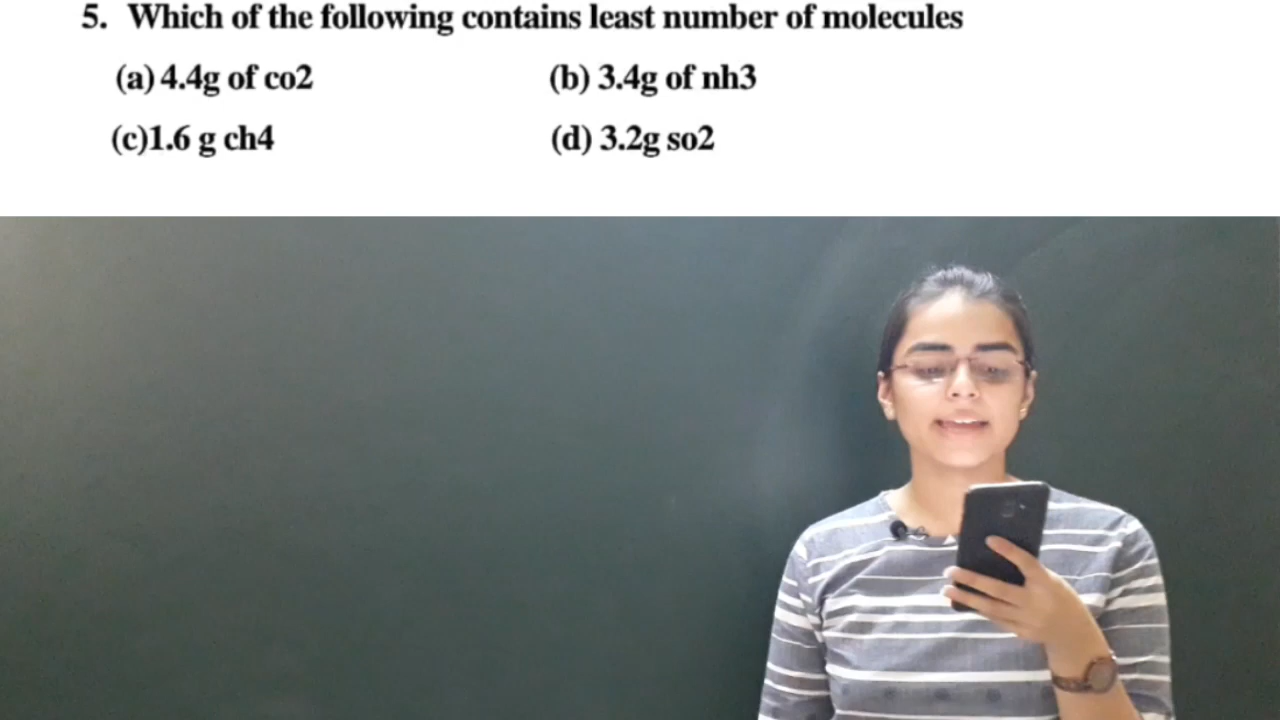 5. Which of the following contains least number of molecules
(a) 4.4g of co2 (b) 3.4g of nh3
(c)1.6 g ch4 (d) 3.2g so2